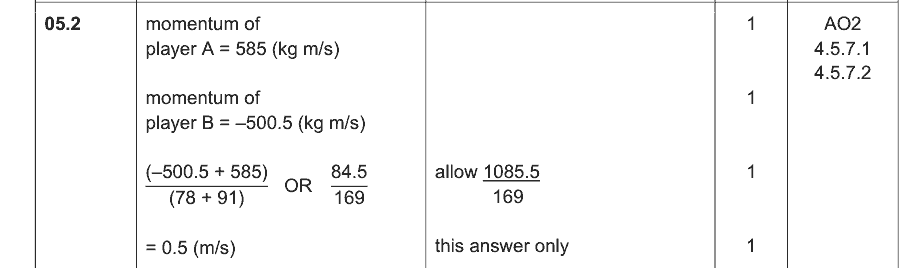 05.2 momentum of 1 AO2
player A = 585 (kg m/s) 4.5.7.1
4.5.7.2
momentum of 1
player B = –500.5 (kg m/s)
(–500.5 + 585) OR 84.5 allow 1085.5 1
(78 + 91) 169 169
= 0.5 (m/s) this answer only 1